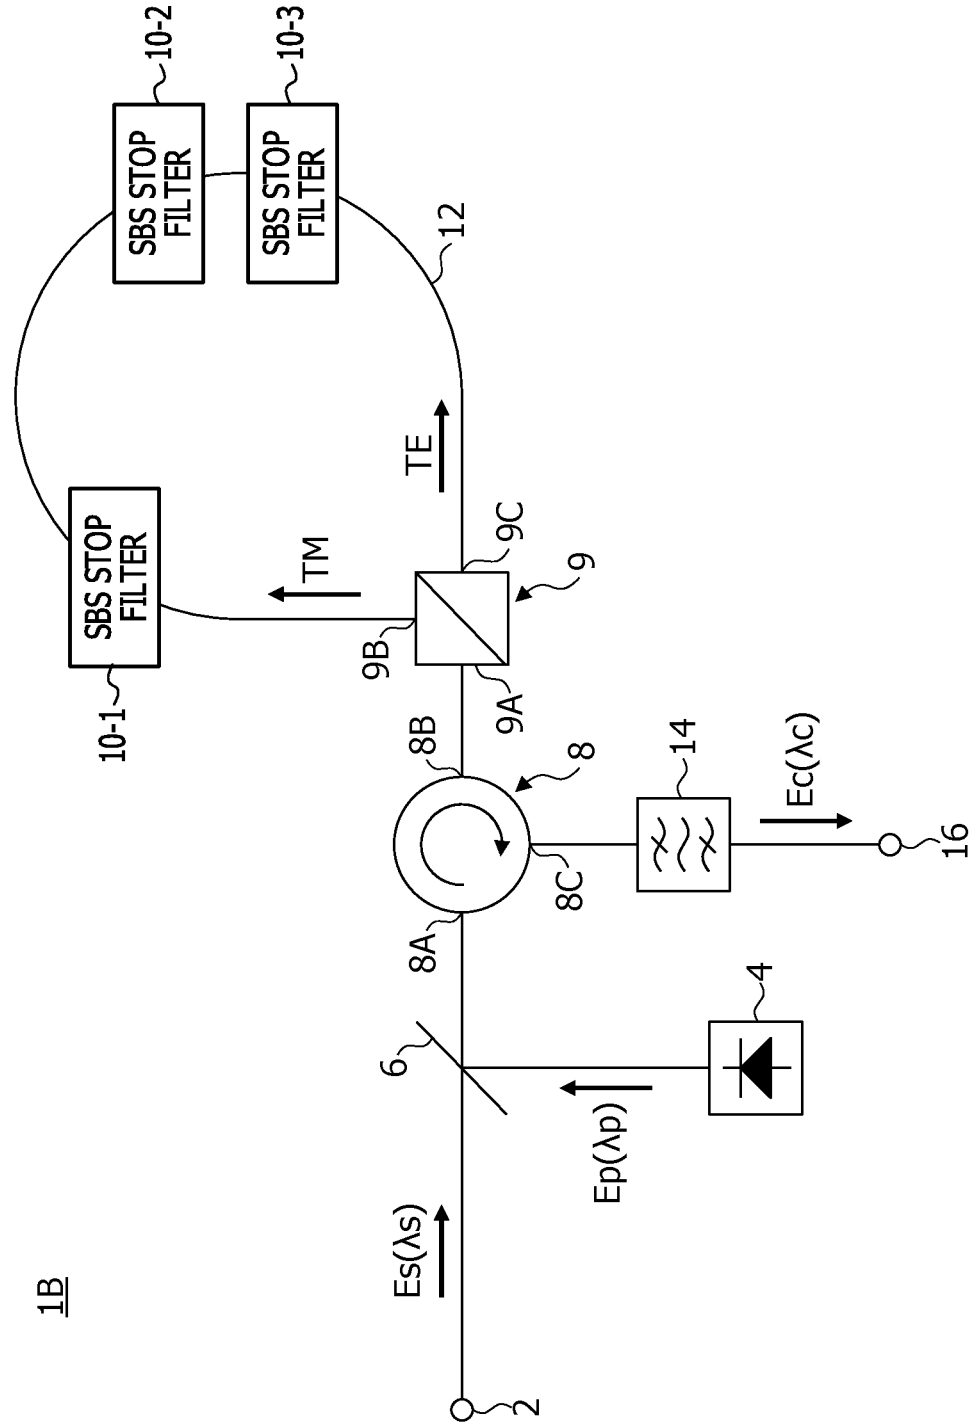 1B
2
Es(λs)
6
Ep(λp)
4
8A
8B
8C
8
14
Ec(λc)
16
9A
9B
9C
9
TM
TE
12
10-1
SBS STOP
FILTER
10-2
SBS STOP
FILTER
10-3
SBS STOP
FILTER